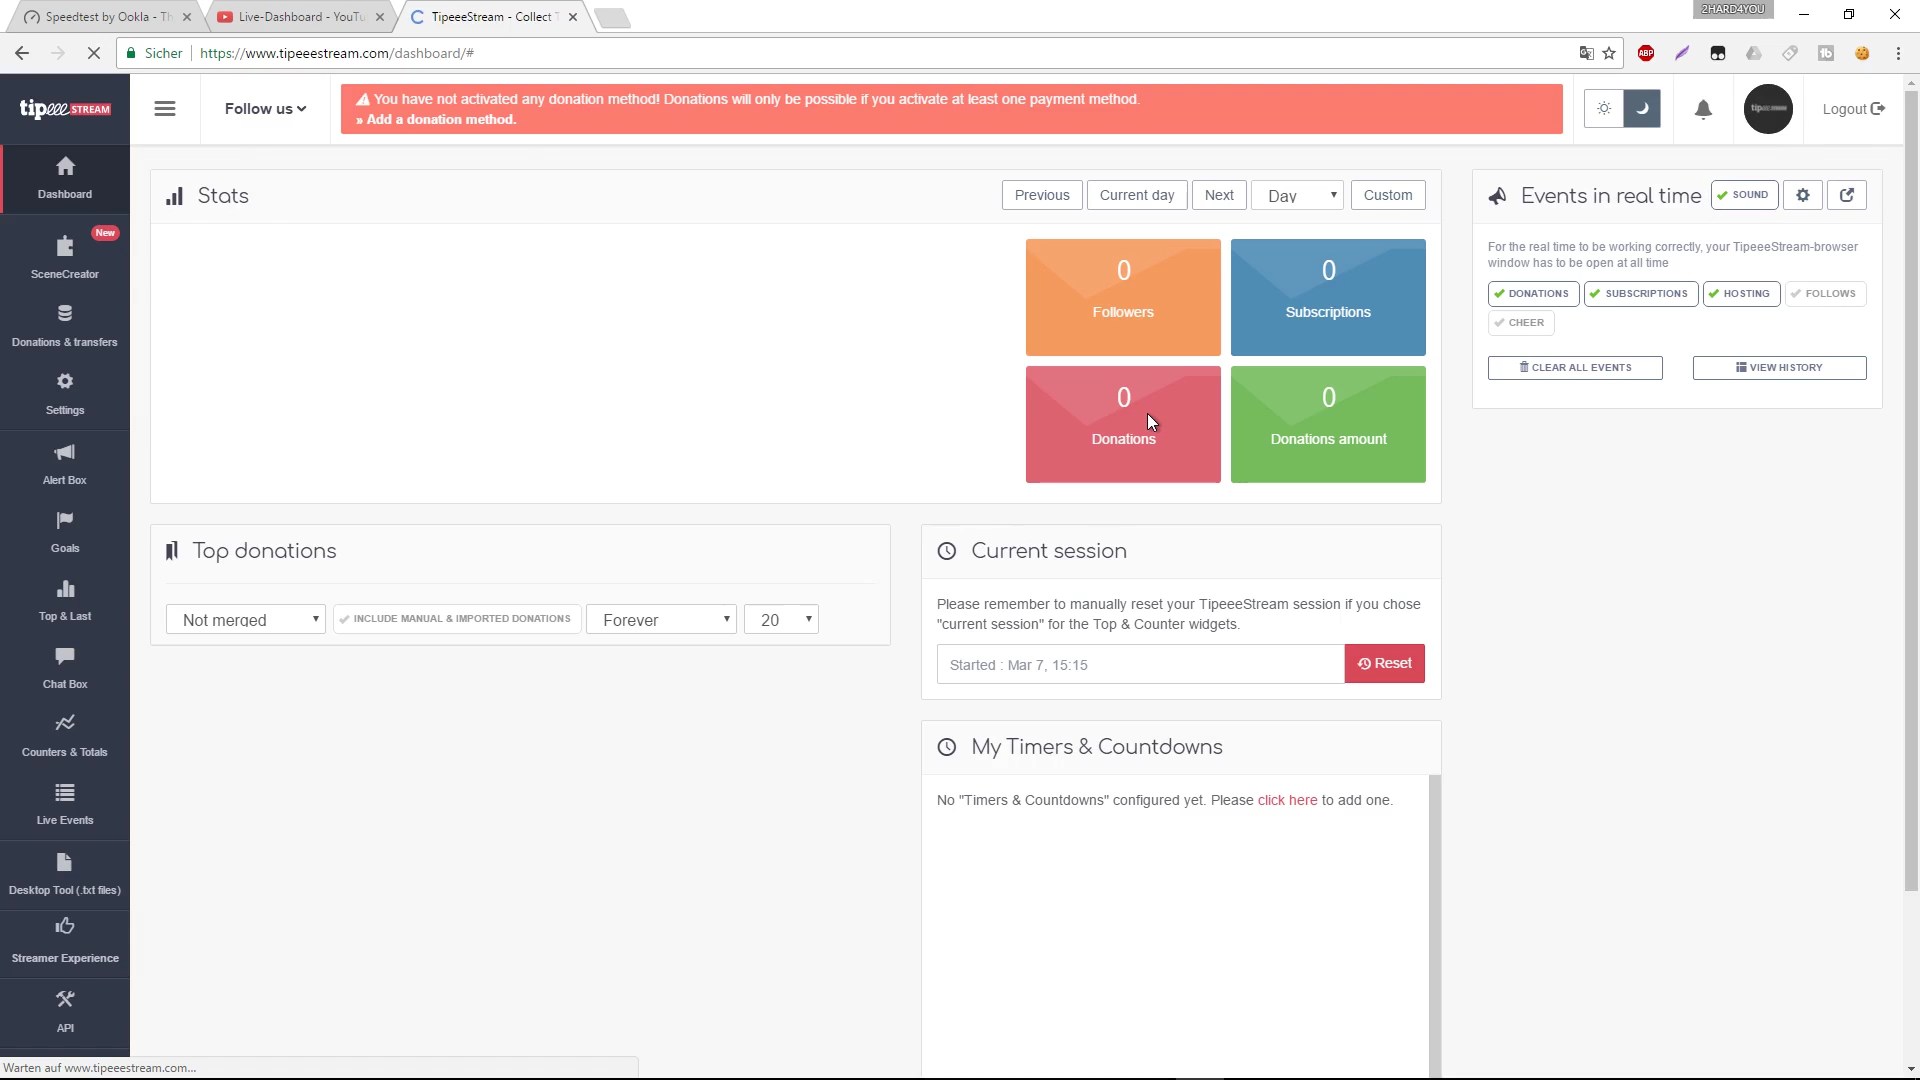 Speedtest by Ookla - Th
Live-Dashboard - YouTu
TipeeeStream - Collect T
2HARD4YOU
Sicher
https://www.tipeeestream.com/dashboard/#
ABP
tipeee STREAM
Follow us
You have not activated any donation method! Donations will only be possible if you activate at least one payment method.
» Add a donation method.
Logout
Dashboard
New
SceneCreator
Donations & transfers
Settings
Alert Box
Goals
Top & Last
Chat Box
Counters & Totals
Live Events
Desktop Tool (.txt files)
Streamer Experience
API
Stats
Previous
Current day
Next
Day
Custom
0
Followers
0
Subscriptions
0
Donations
0
Donations amount
Events in real time
SOUND
For the real time to be working correctly, your TipeeeStream-browser
window has to be open at all time
DONATIONS
SUBSCRIPTIONS
HOSTING
FOLLOWS
CHEER
CLEAR ALL EVENTS
VIEW HISTORY
Top donations
Not merged
INCLUDE MANUAL & IMPORTED DONATIONS
Forever
20
Current session
Please remember to manually reset your TipeeeStream session if you chose
"current session" for the Top & Counter widgets.
Started : Mar 7, 15:15
Reset
My Timers & Countdowns
No "Timers & Countdowns" configured yet. Please click here to add one.
Warten auf www.tipeeestream.com...